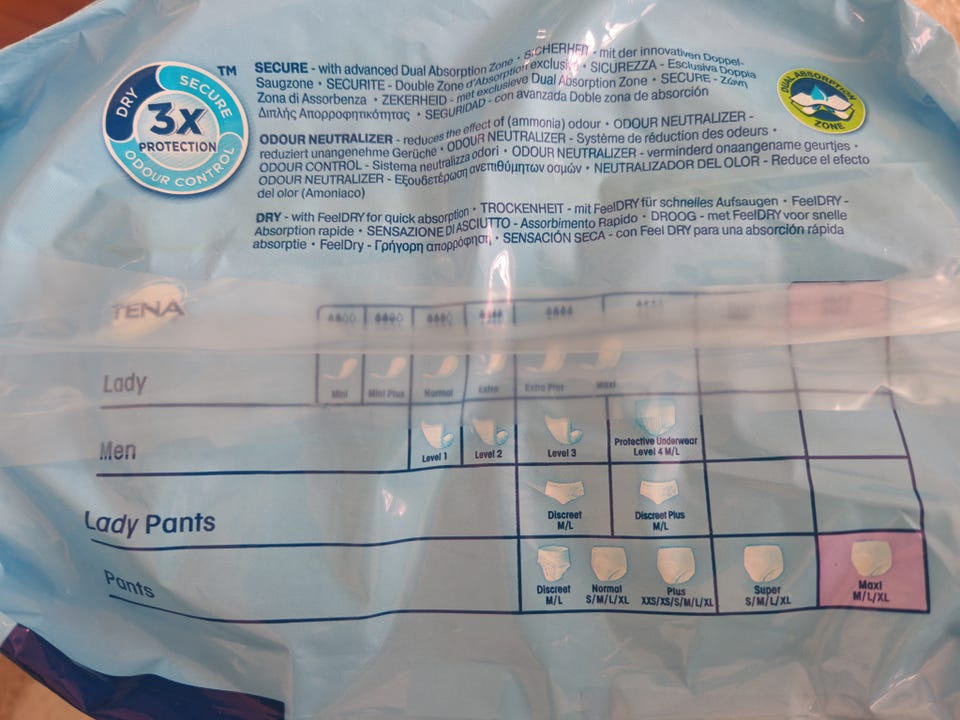 DRY SECURE
3X
PROTECTION
ODOUR CONTROL
TM
SECURE - with advanced Dual Absorption Zone • SICHERHEIT - mit der innovativen Doppel-
Saugzone • SECURITE - Double Zone d'Absorption exclusive • SICUREZZA - Esclusiva Doppia
Zona di Assorbenza • ZEKERHEID - met exclusieve Dual Absorption Zone • SECURE - Ζώνη
Διπλής Απορροφητικότητας • SEGURIDAD - con avanzada Doble zona de absorción
DUAL ABSORPTION
ZONE
ODOUR NEUTRALIZER - reduces the effect of (ammonia) odour • ODOUR NEUTRALIZER -
reduziert unangenehme Gerüche • ODOUR NEUTRALIZER - Système de réduction des odeurs •
ODOUR CONTROL - Sistema neutralizza odori • ODOUR NEUTRALIZER - verminderd onaangename geurtjes •
ODOUR NEUTRALIZER - Εξουδετέρωση ανεπιθύμητων οσμών • NEUTRALIZADOR DEL OLOR - Reduce el efecto
del olor (Amoniaco)
DRY - with FeelDRY for quick absorption • TROCKENHEIT - mit FeelDRY für schnelles Aufsaugen • FeelDRY -
Absorption rapide • SENSAZIONE DI ASCIUTTO - Assorbimento Rapido • DROOG - met FeelDRY voor snelle
absorptie • FeelDry - Γρήγορη απορρόφηση • SENSACIÓN SECA - con Feel DRY para una absorción rápida
TENA
Lady
Mini Mini Plus Normal Extra Extra Plus Maxi
Men
Level 1 Level 2 Level 3 Protective Underwear
Level 4 M/L
Lady Pants
Discreet Discreet Plus
M/L M/L
Pants
Discreet Normal Plus Super Maxi
M/L S/M/L/XL XXS/XS/S/M/L/XL S/M/L/XL M/L/XL